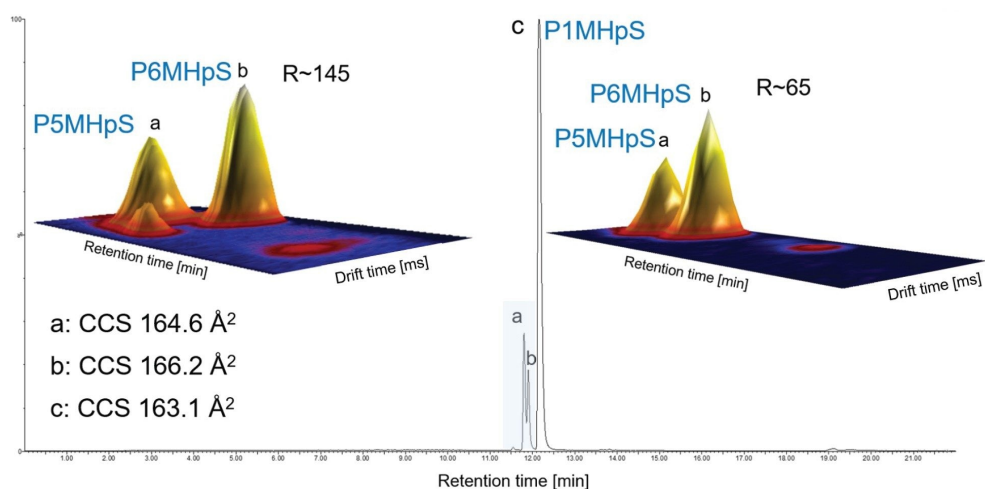 100
%
0
P6MHpS b
R~145
P5MHpS a
Retention time [min]
Drift time [ms]
a: CCS 164.6 Å²
b: CCS 166.2 Å²
c: CCS 163.1 Å²
c P1MHpS
P6MHpS b
R~65
P5MHpS a
Retention time [min]
Drift time [ms]
a
b
1.00 2.00 3.00 4.00 5.00 6.00 7.00 8.00 9.00 10.00 11.00 12.00 13.00 14.00 15.00 16.00 17.00 18.00 19.00 20.00 21.00
Retention time [min]